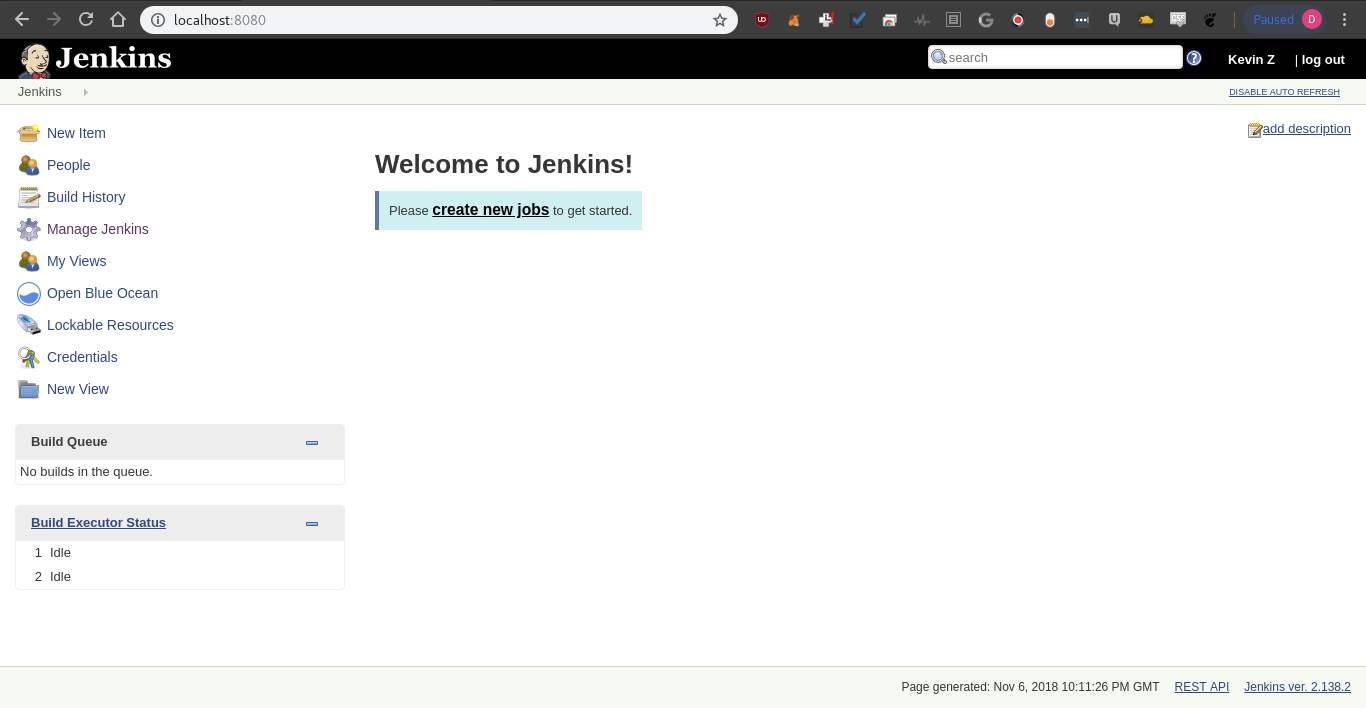 localhost:8080
UD
CSP
Paused D
Jenkins
search
?
Kevin Z
| log out
Jenkins
DISABLE AUTO REFRESH
New Item
People
Build History
Manage Jenkins
My Views
Open Blue Ocean
Lockable Resources
Credentials
New View
Build Queue
No builds in the queue.
Build Executor Status
1 Idle
2 Idle
add description
Welcome to Jenkins!
Please create new jobs to get started.
Page generated: Nov 6, 2018 10:11:26 PM GMT REST API Jenkins ver. 2.138.2